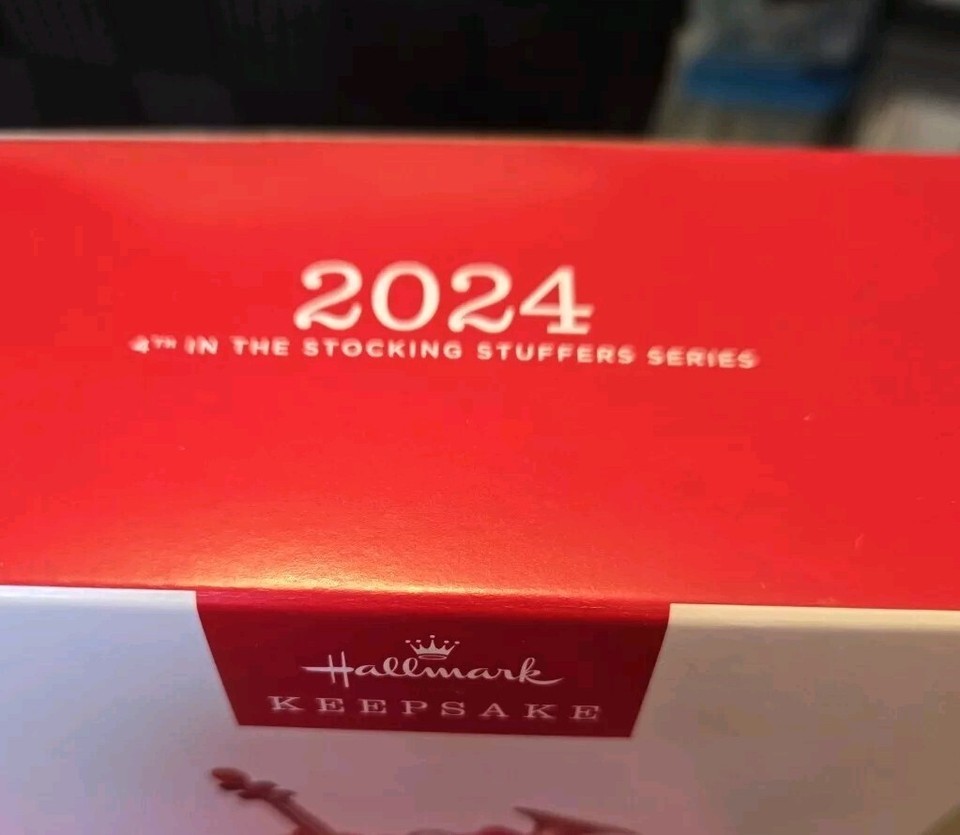 2024
4TH IN THE STOCKING STUFFERS SERIES
Hallmark
KEEPSAKE